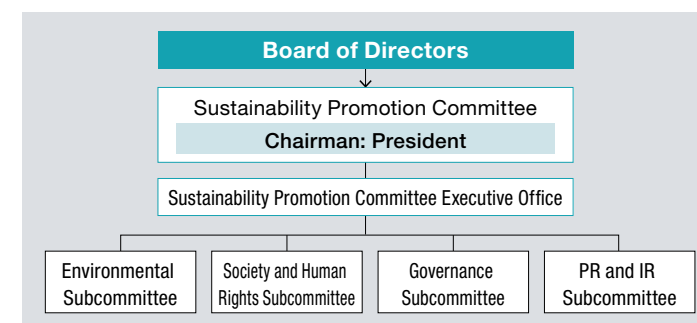 Board of Directors
Sustainability Promotion Committee
Chairman: President
Sustainability Promotion Committee Executive Office
Environmental
Subcommittee
Society and Human
Rights Subcommittee
Governance
Subcommittee
PR and IR
Subcommittee